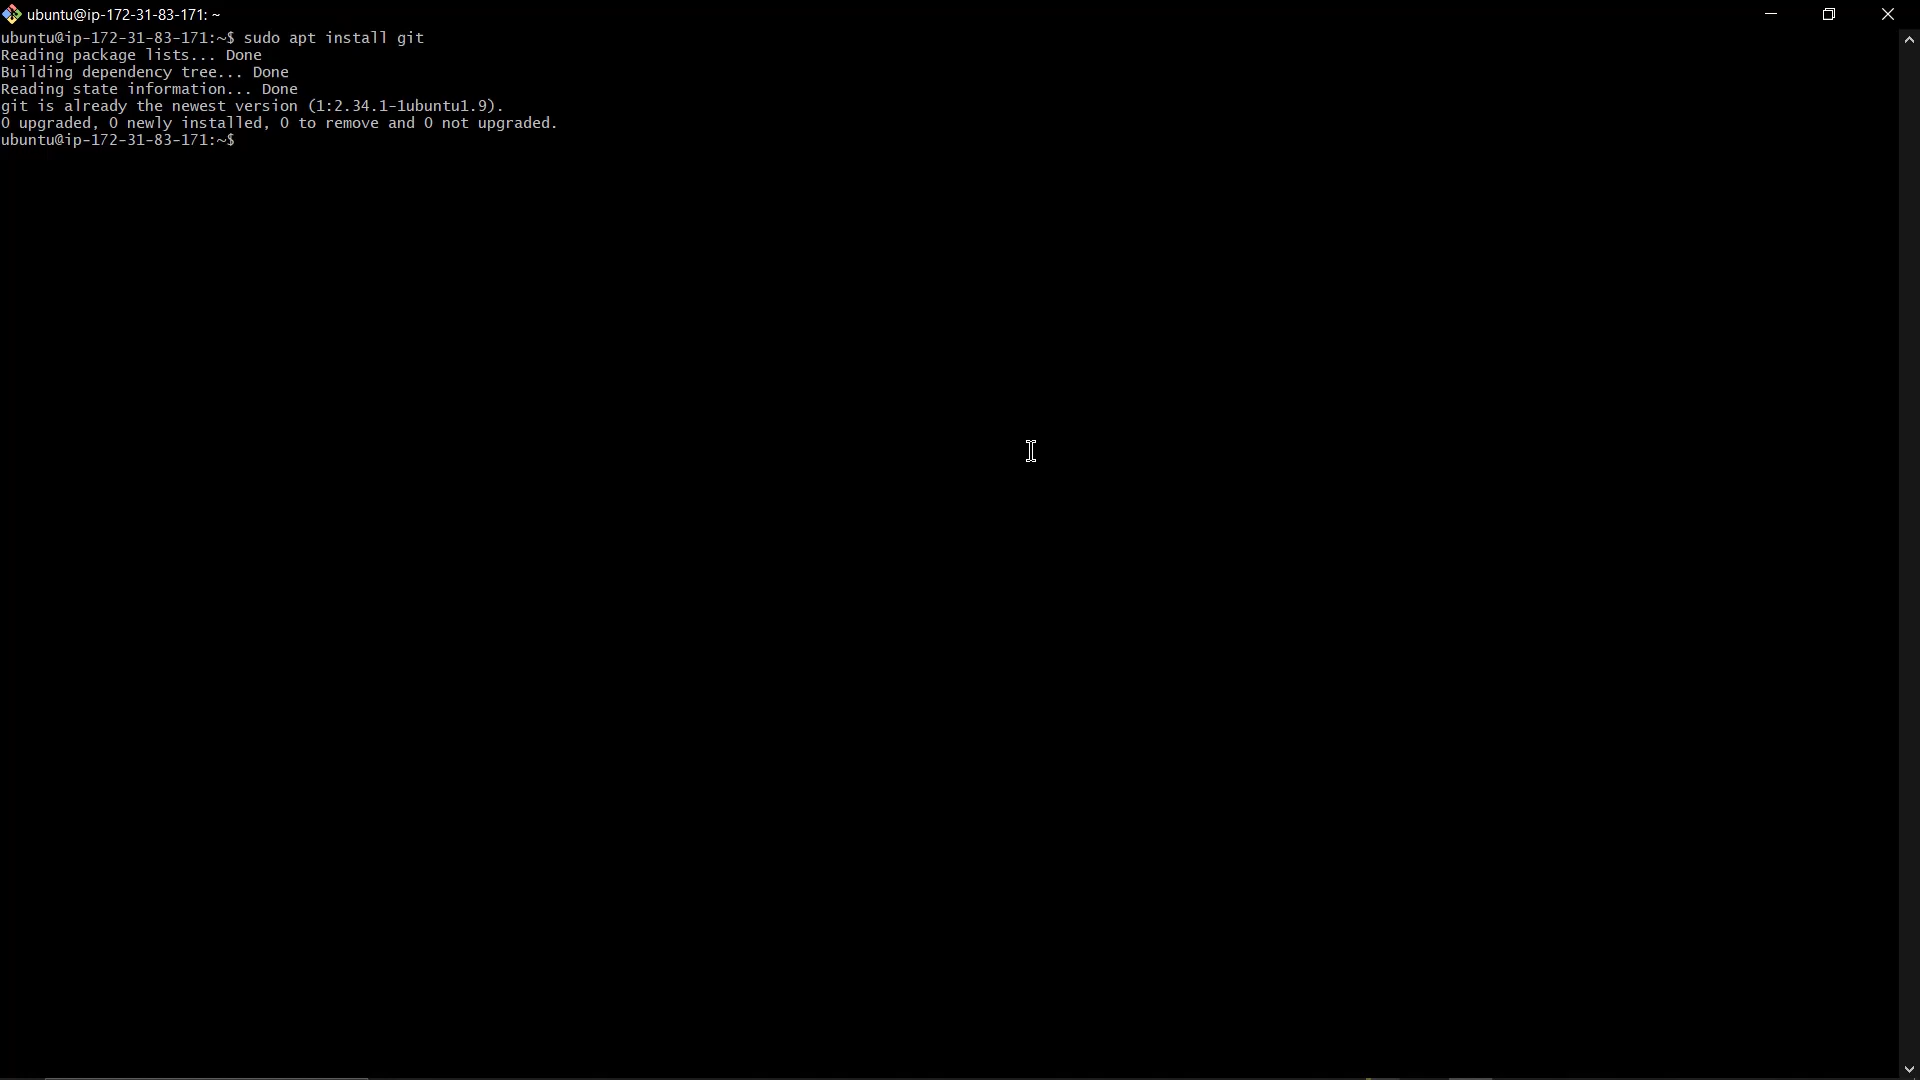 ubuntu@ip-172-31-83-171: ~
ubuntu@ip-172-31-83-171:~$ sudo apt install git
Reading package lists... Done
Building dependency tree... Done
Reading state information... Done
git is already the newest version (1:2.34.1-1ubuntu1.9).
0 upgraded, 0 newly installed, 0 to remove and 0 not upgraded.
ubuntu@ip-172-31-83-171:~$